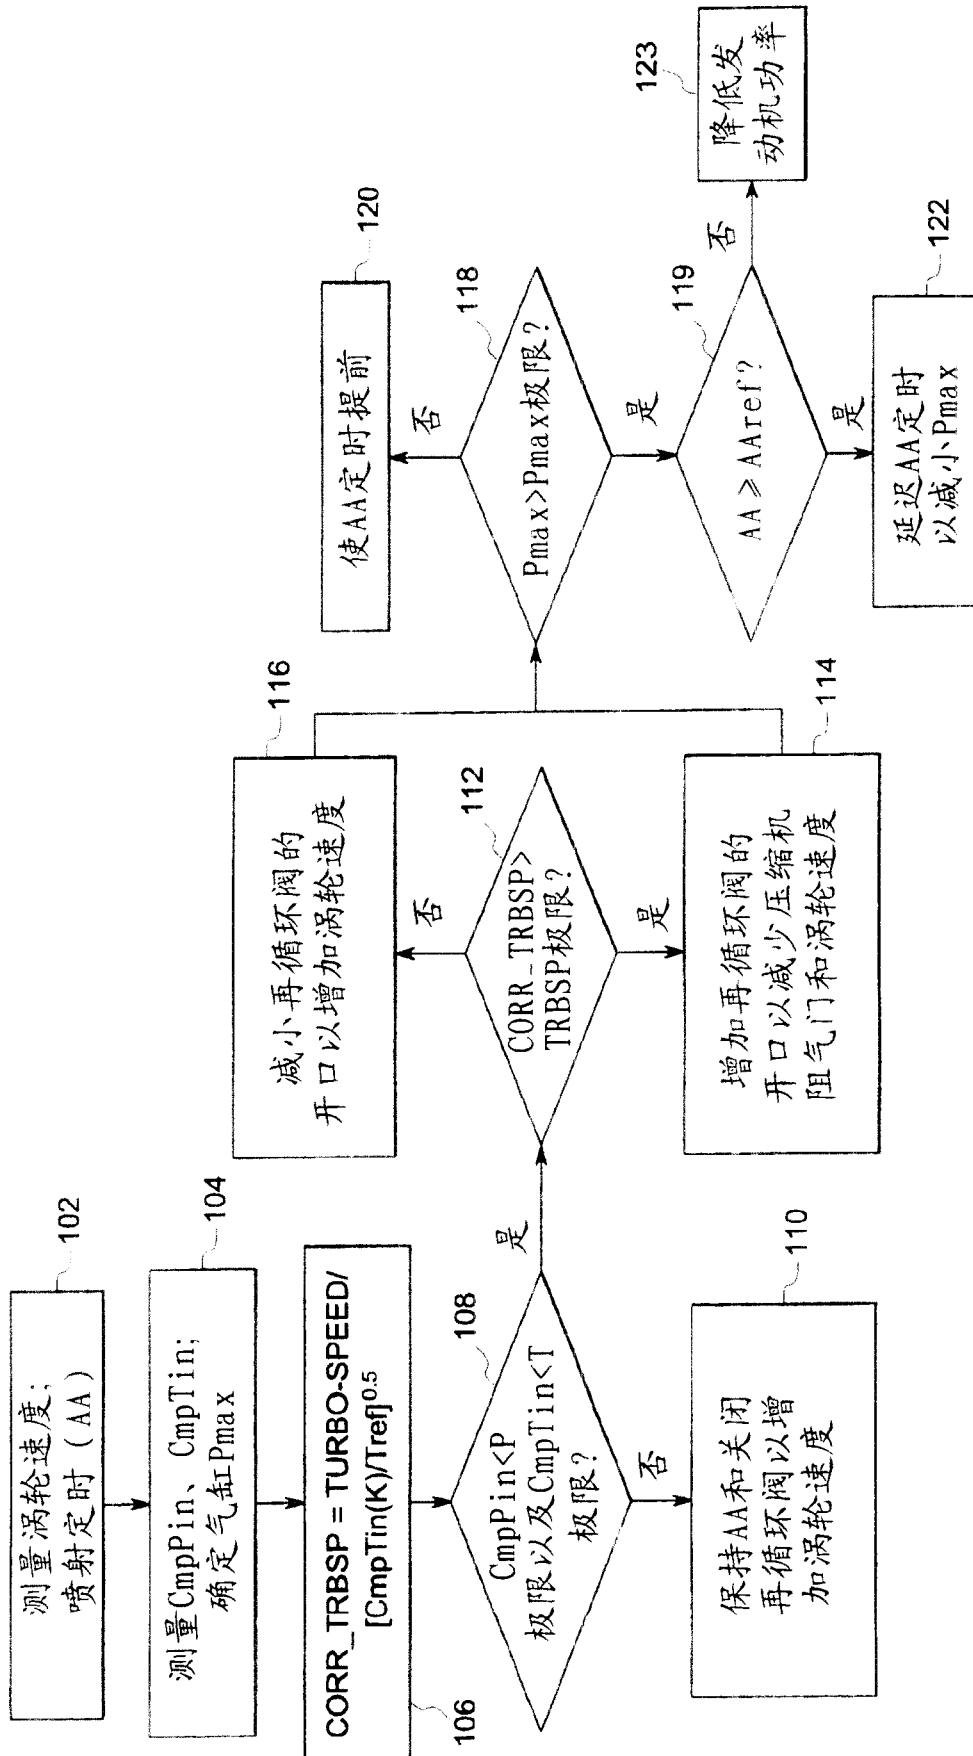 102
测量涡轮速度;
喷射定时 (AA)
104
测量CmpPin、CmpTin;
确定气缸Pmax
CORR_TRBSP = TURBO-SPEED/
[CmpTin(K)/Tref]^0.5
106
108
CmpPin<P
极限以及CmpTin<T
极限?
是
否
110
保持AA和关闭
再循环阀以增
加涡轮速度
112
CORR_TRBSP>
TRBSP极限?
否
是
116
减小再循环阀的
开口以增加涡轮速度
114
增加再循环阀的
开口以减少压缩机
阻气门和涡轮速度
118
Pmax>Pmax极限?
否
是
120
使AA定时提前
119
AA≥AAref?
否
是
123
降低发
动机功率
122
延迟AA定时
以减小Pmax